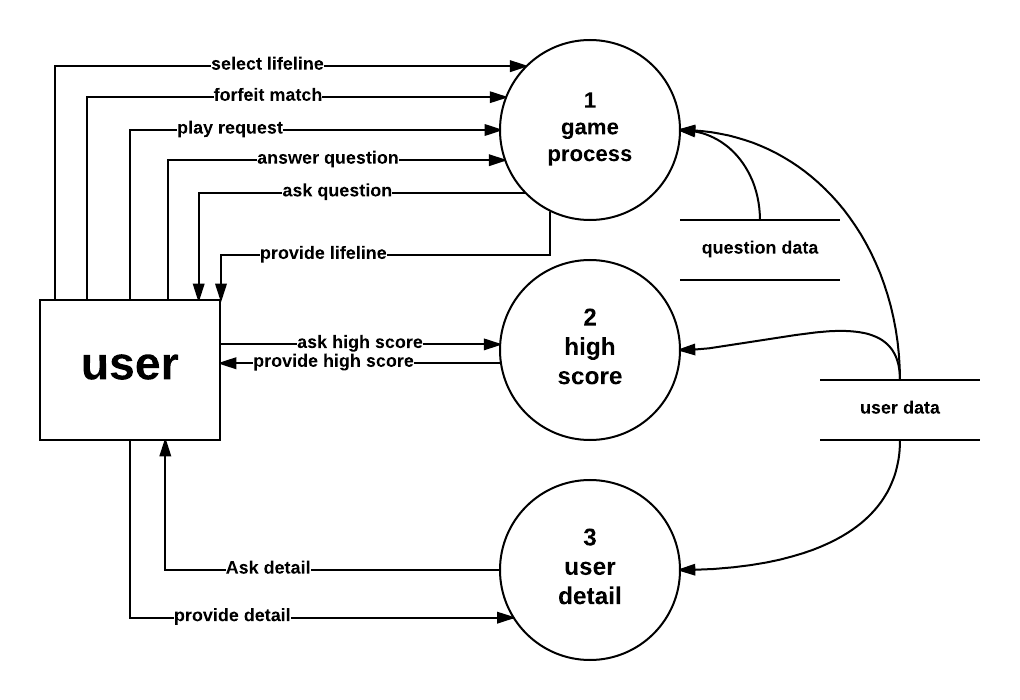 select lifeline
forfeit match
play request
answer question
ask question
provide lifeline
1
game
process
question data
user
ask high score
provide high score
2
high
score
user data
Ask detail
provide detail
3
user
detail